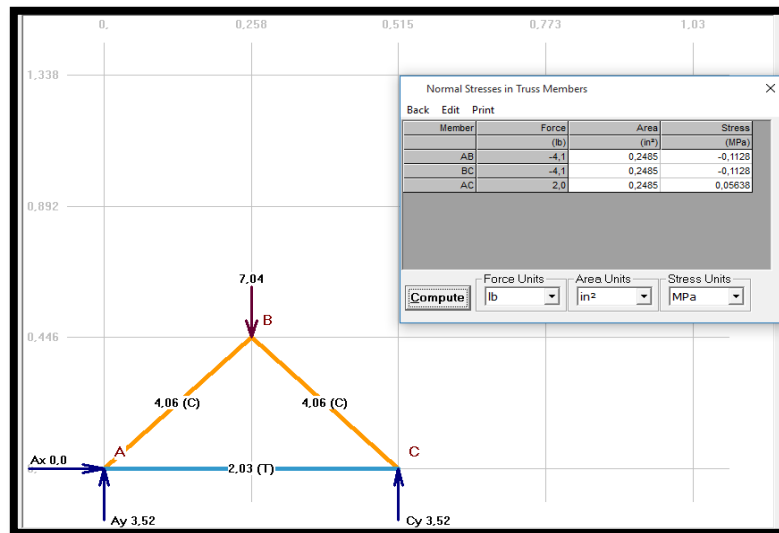 0, 0,258 0,515 0,773 1,03
1,338
Normal Stresses in Truss Members
Back Edit Print
Member Force Area Stress
(lb) (in²) (MPa)
AB -4,1 0,2485 -0,1128
BC -4,1 0,2485 -0,1128
AC 2,0 0,2485 0,05638
Force Units Area Units Stress Units
Compute lb in² MPa
0,892
7,04
B
0,446
4,06 (C) 4,06 (C)
A C
Ax 0,0 2,03 (T)
Ay 3,52 Cy 3,52